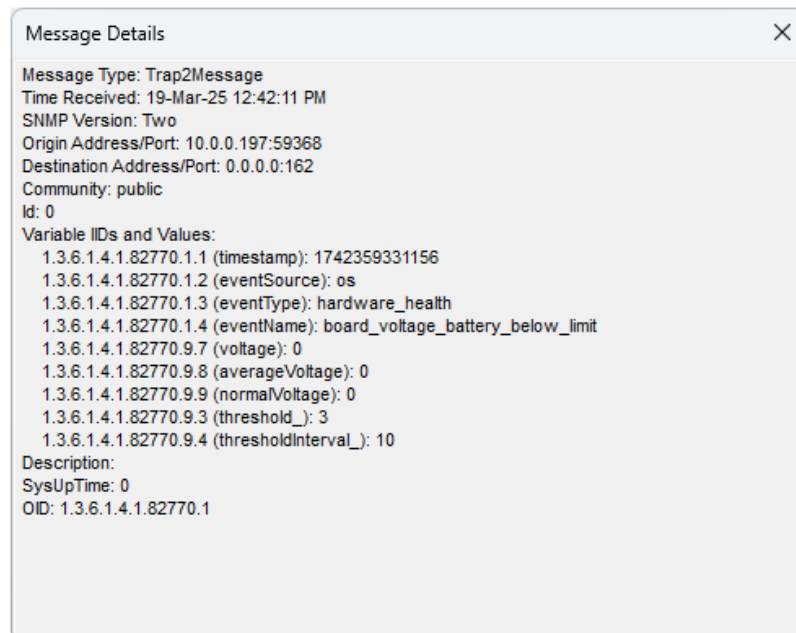 Message Details
Message Type: Trap2Message
Time Received: 19-Mar-25 12:42:11 PM
SNMP Version: Two
Origin Address/Port: 10.0.0.197:59368
Destination Address/Port: 0.0.0.0:162
Community: public
Id: 0
Variable IIDs and Values:
1.3.6.1.4.1.82770.1.1 (timestamp): 1742359331156
1.3.6.1.4.1.82770.1.2 (eventSource): os
1.3.6.1.4.1.82770.1.3 (eventType): hardware_health
1.3.6.1.4.1.82770.1.4 (eventName): board_voltage_battery_below_limit
1.3.6.1.4.1.82770.9.7 (voltage): 0
1.3.6.1.4.1.82770.9.8 (averageVoltage): 0
1.3.6.1.4.1.82770.9.9 (normalVoltage): 0
1.3.6.1.4.1.82770.9.3 (threshold_): 3
1.3.6.1.4.1.82770.9.4 (thresholdInterval_): 10
Description:
SysUpTime: 0
OID: 1.3.6.1.4.1.82770.1